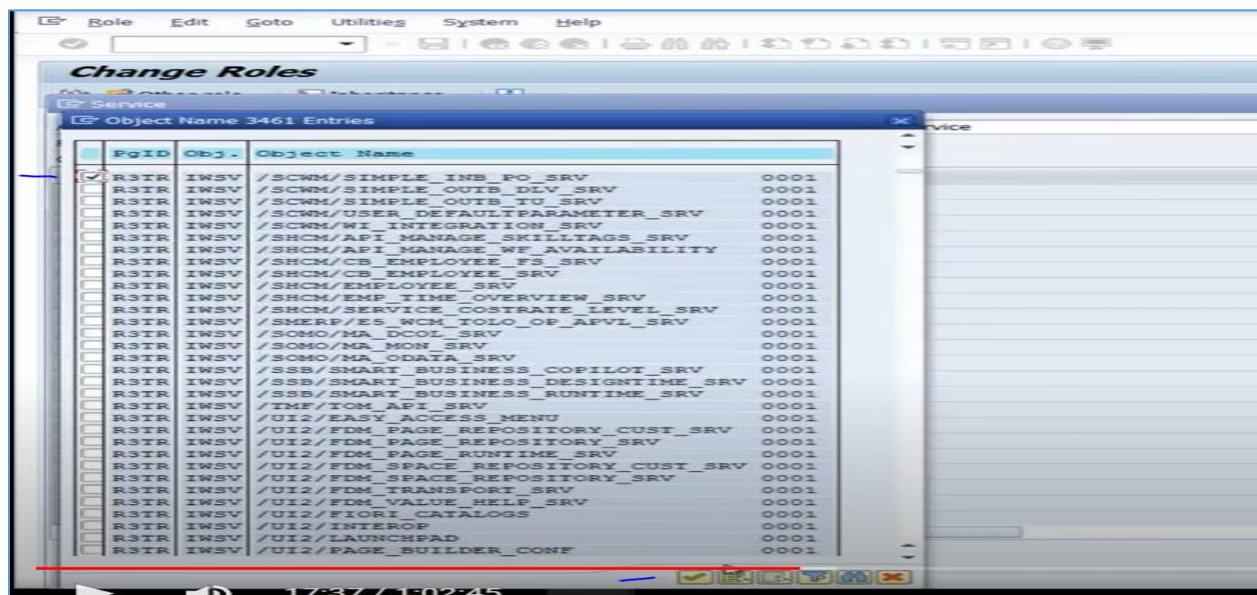 Role Edit Goto Utilities System Help
Change Roles
Other role Inheritance
Service
Object Name 3461 Entries
rvice
PgID Obj. Object Name
R3TR IWSV /SCWM/SIMPLE_INB_PO_SRV 0001
R3TR IWSV /SCWM/SIMPLE_OUTB_DLV_SRV 0001
R3TR IWSV /SCWM/SIMPLE_OUTB_TU_SRV 0001
R3TR IWSV /SCWM/USER_DEFAULTPARAMETER_SRV 0001
R3TR IWSV /SCWM/WI_INTEGRATION_SRV 0001
R3TR IWSV /SHCM/API_MANAGE_SKILLTAGS_SRV 0001
R3TR IWSV /SHCM/API_MANAGE_WF_AVAILABILITY 0001
R3TR IWSV /SHCM/CB_EMPLOYEE_FS_SRV 0001
R3TR IWSV /SHCM/CB_EMPLOYEE_SRV 0001
R3TR IWSV /SHCM/EMPLOYEE_SRV 0001
R3TR IWSV /SHCM/EMP_TIME_OVERVIEW_SRV 0001
R3TR IWSV /SHCM/SERVICE_COSTRATE_LEVEL_SRV 0001
R3TR IWSV /SMERP/ES_WCM_TOLO_OP_APVL_SRV 0001
R3TR IWSV /SOMO/MA_DCOL_SRV 0001
R3TR IWSV /SOMO/MA_MON_SRV 0001
R3TR IWSV /SOMO/MA_ODATA_SRV 0001
R3TR IWSV /SSB/SMART_BUSINESS_COPILOT_SRV 0001
R3TR IWSV /SSB/SMART_BUSINESS_DESIGNTIME_SRV 0001
R3TR IWSV /SSB/SMART_BUSINESS_RUNTIME_SRV 0001
R3TR IWSV /TMF/TOM_API_SRV 0001
R3TR IWSV /UI2/EASY_ACCESS_MENU 0001
R3TR IWSV /UI2/FDM_PAGE_REPOSITORY_CUST_SRV 0001
R3TR IWSV /UI2/FDM_PAGE_REPOSITORY_SRV 0001
R3TR IWSV /UI2/FDM_PAGE_RUNTIME_SRV 0001
R3TR IWSV /UI2/FDM_SPACE_REPOSITORY_CUST_SRV 0001
R3TR IWSV /UI2/FDM_SPACE_REPOSITORY_SRV 0001
R3TR IWSV /UI2/FDM_TRANSPORT_SRV 0001
R3TR IWSV /UI2/FDM_VALUE_HELP_SRV 0001
R3TR IWSV /UI2/FIORI_CATALOGS 0001
R3TR IWSV /UI2/INTEROP 0001
R3TR IWSV /UI2/LAUNCHPAD 0001
R3TR IWSV /UI2/PAGE_BUILDER_CONF 0001
17:37 / 1:02:45